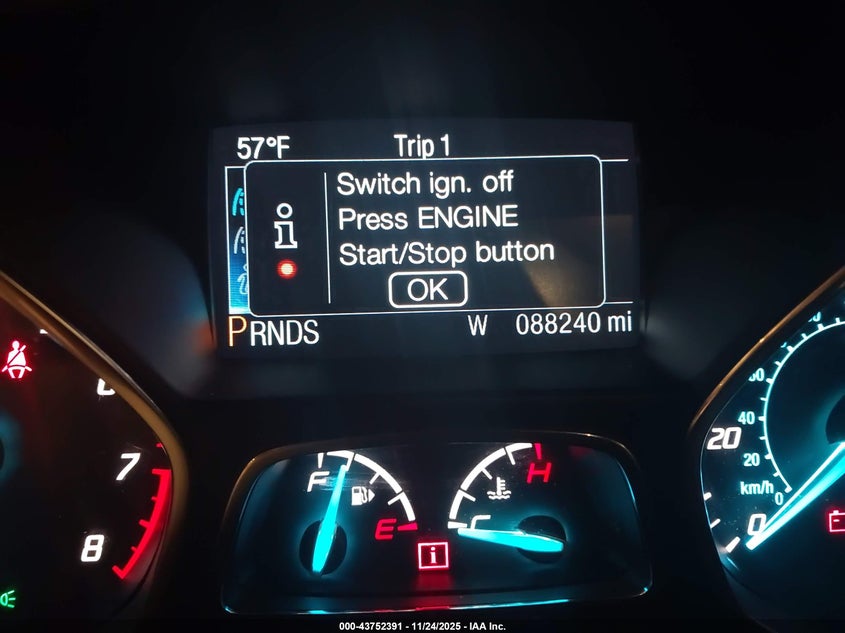 57°F Trip 1
Switch ign. off
Press ENGINE
Start/Stop button
OK
PRNDS W 088240 mi
7
8
F
E
H
C
i
40
20
20
km/h
0
0
000-43752391 - 11/24/2025 - IAA Inc.